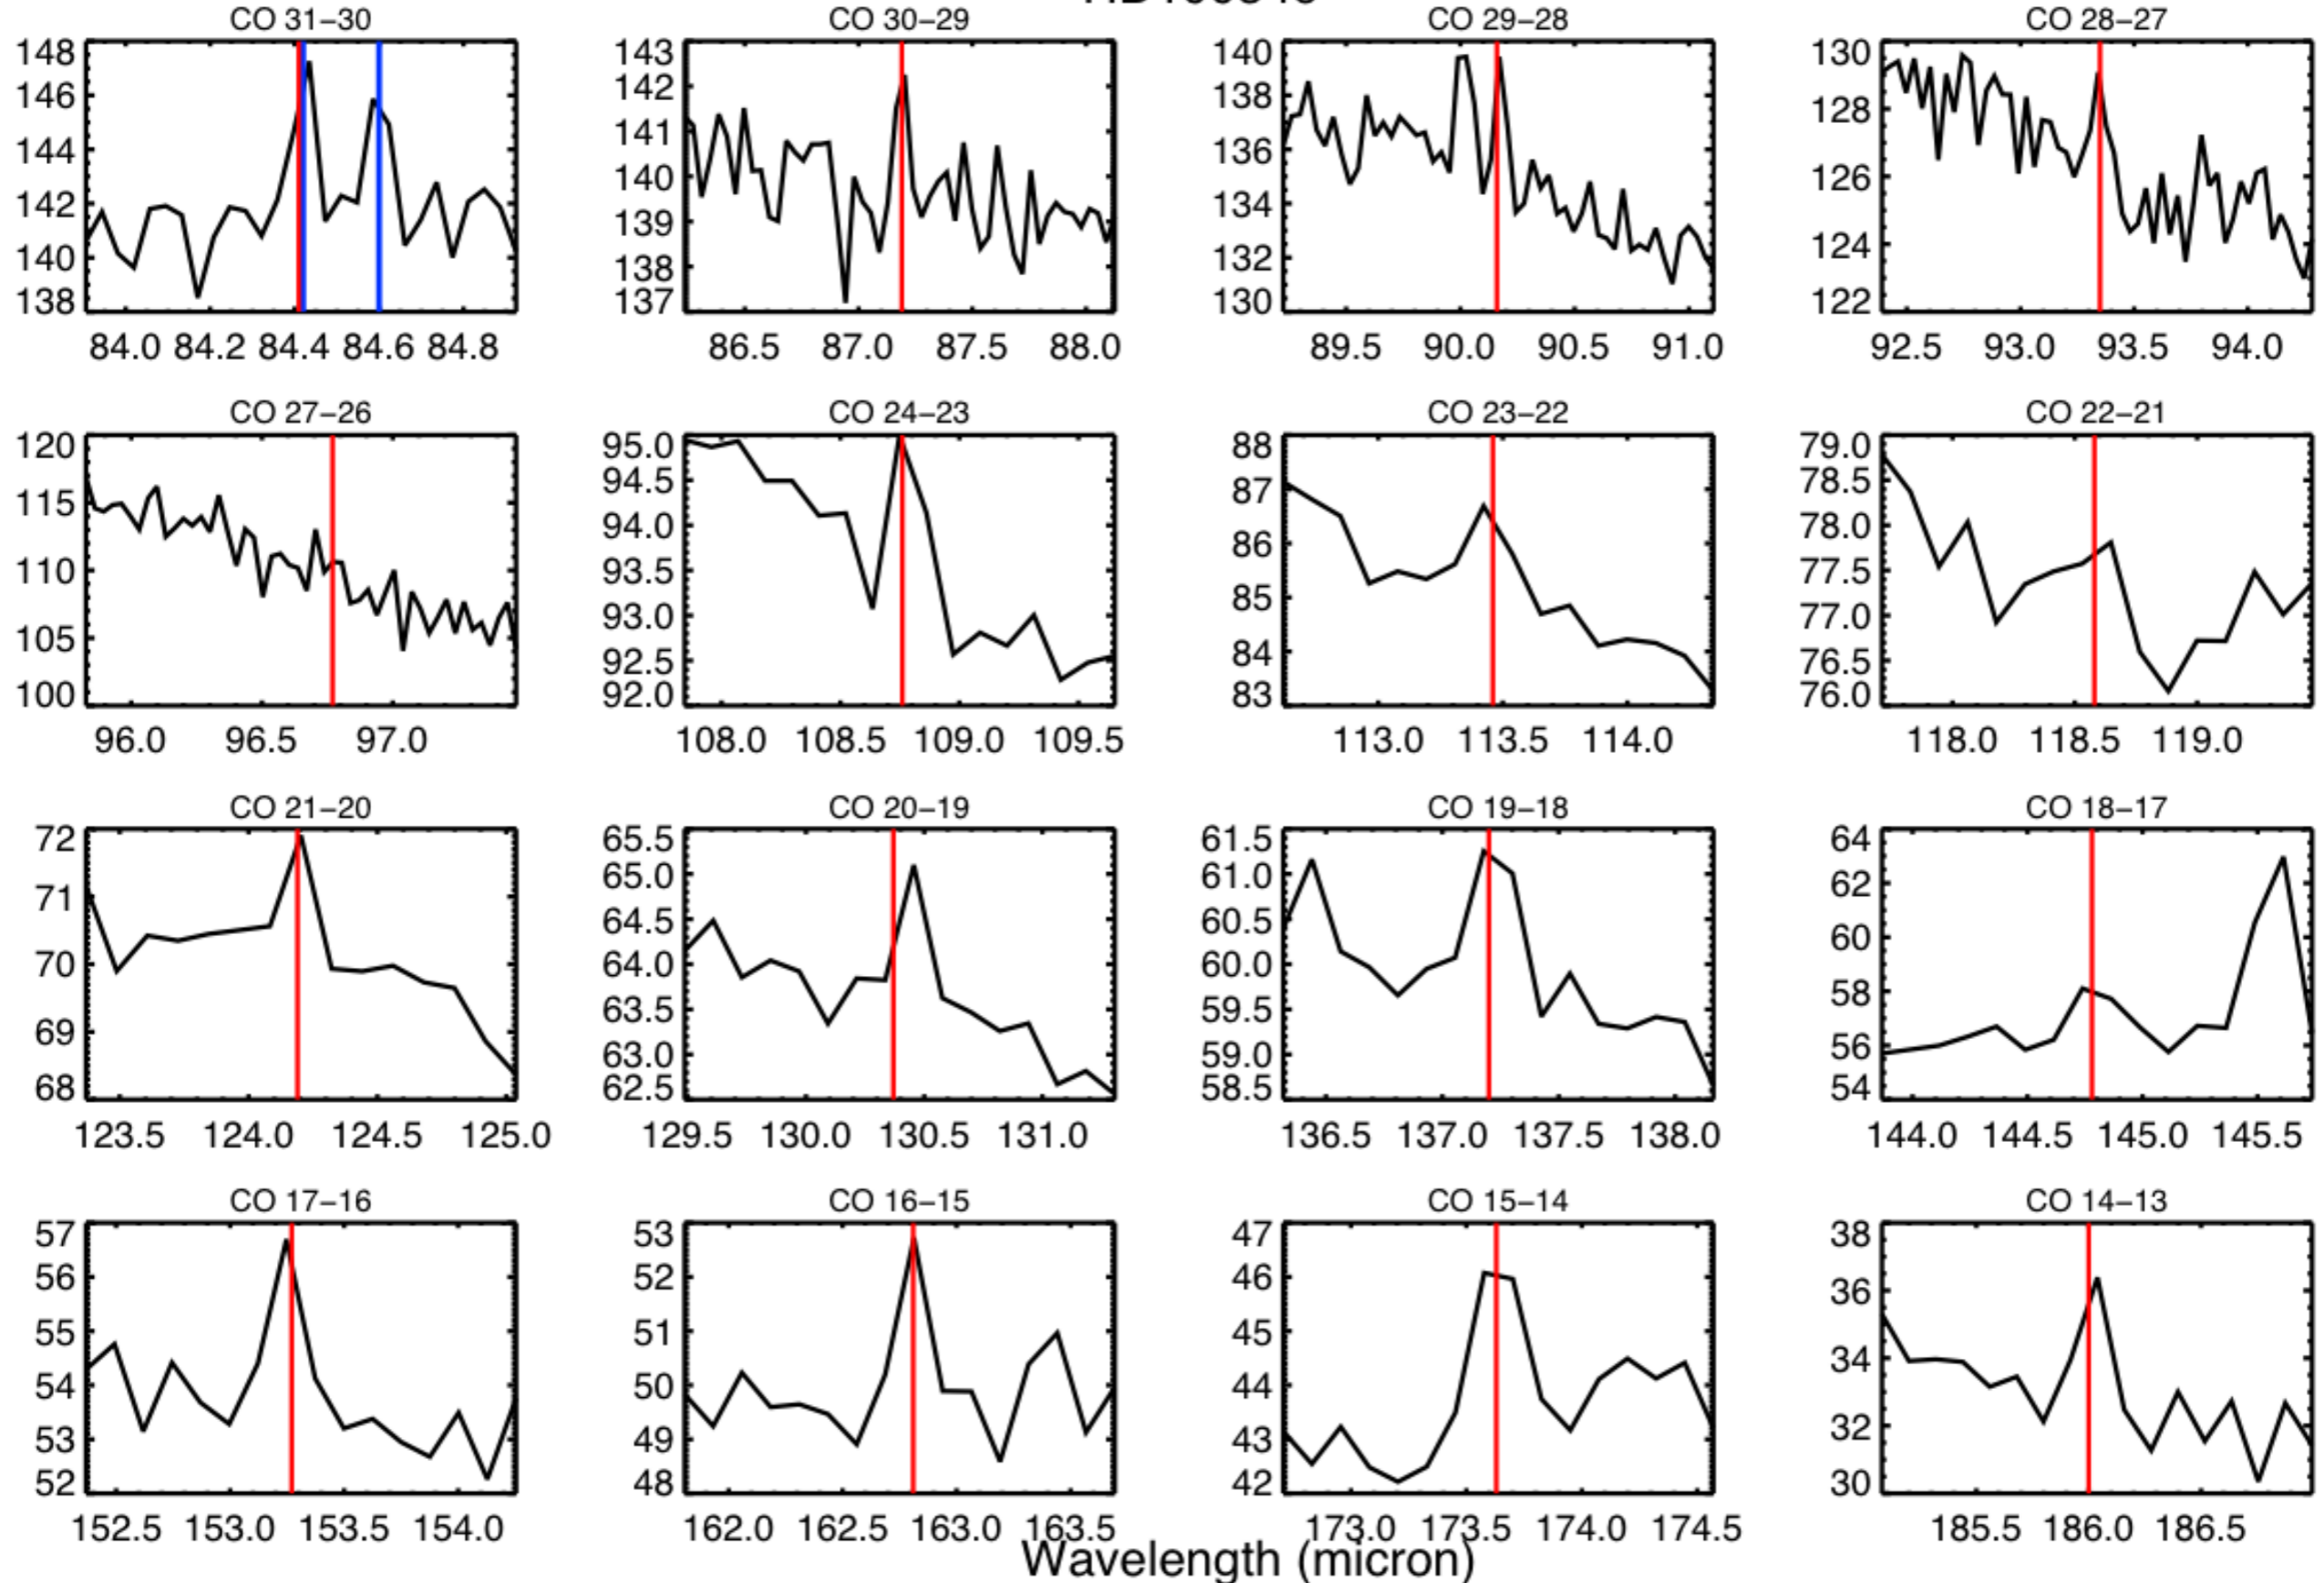 CO 31–30 CO 30–29 CO 29–28 CO 28–27
148 146 144 142 140 138
84.0 84.2 84.4 84.6 84.8
143 142 141 140 139 138 137
86.5 87.0 87.5 88.0
140 138 136 134 132 130
89.5 90.0 90.5 91.0
130 128 126 124 122
92.5 93.0 93.5 94.0
CO 27–26 CO 24–23 CO 23–22 CO 22–21
120 115 110 105 100
96.0 96.5 97.0
95.0 94.5 94.0 93.5 93.0 92.5 92.0
108.0 108.5 109.0 109.5
88 87 86 85 84 83
113.0 113.5 114.0
79.0 78.5 78.0 77.5 77.0 76.5 76.0
118.0 118.5 119.0
CO 21–20 CO 20–19 CO 19–18 CO 18–17
72 71 70 69 68
123.5 124.0 124.5 125.0
65.5 65.0 64.5 64.0 63.5 63.0 62.5
129.5 130.0 130.5 131.0
61.5 61.0 60.5 60.0 59.5 59.0 58.5
136.5 137.0 137.5 138.0
64 62 60 58 56 54
144.0 144.5 145.0 145.5
CO 17–16 CO 16–15 CO 15–14 CO 14–13
57 56 55 54 53 52
152.5 153.0 153.5 154.0
53 52 51 50 49 48
162.0 162.5 163.0 163.5
47 46 45 44 43 42
173.0 173.5 174.0 174.5
38 36 34 32 30
185.5 186.0 186.5
Wavelength (micron)